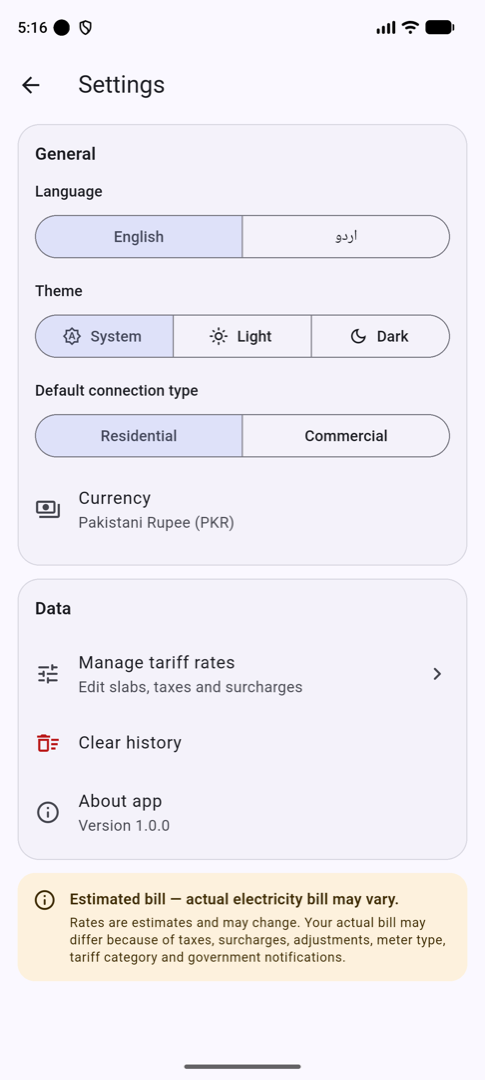 5:16
Settings
General
Language
English
اردو
Theme
System
Light
Dark
Default connection type
Residential
Commercial
Currency
Pakistani Rupee (PKR)
Data
Manage tariff rates
Edit slabs, taxes and surcharges
Clear history
About app
Version 1.0.0
Estimated bill — actual electricity bill may vary.
Rates are estimates and may change. Your actual bill may
differ because of taxes, surcharges, adjustments, meter type,
tariff category and government notifications.